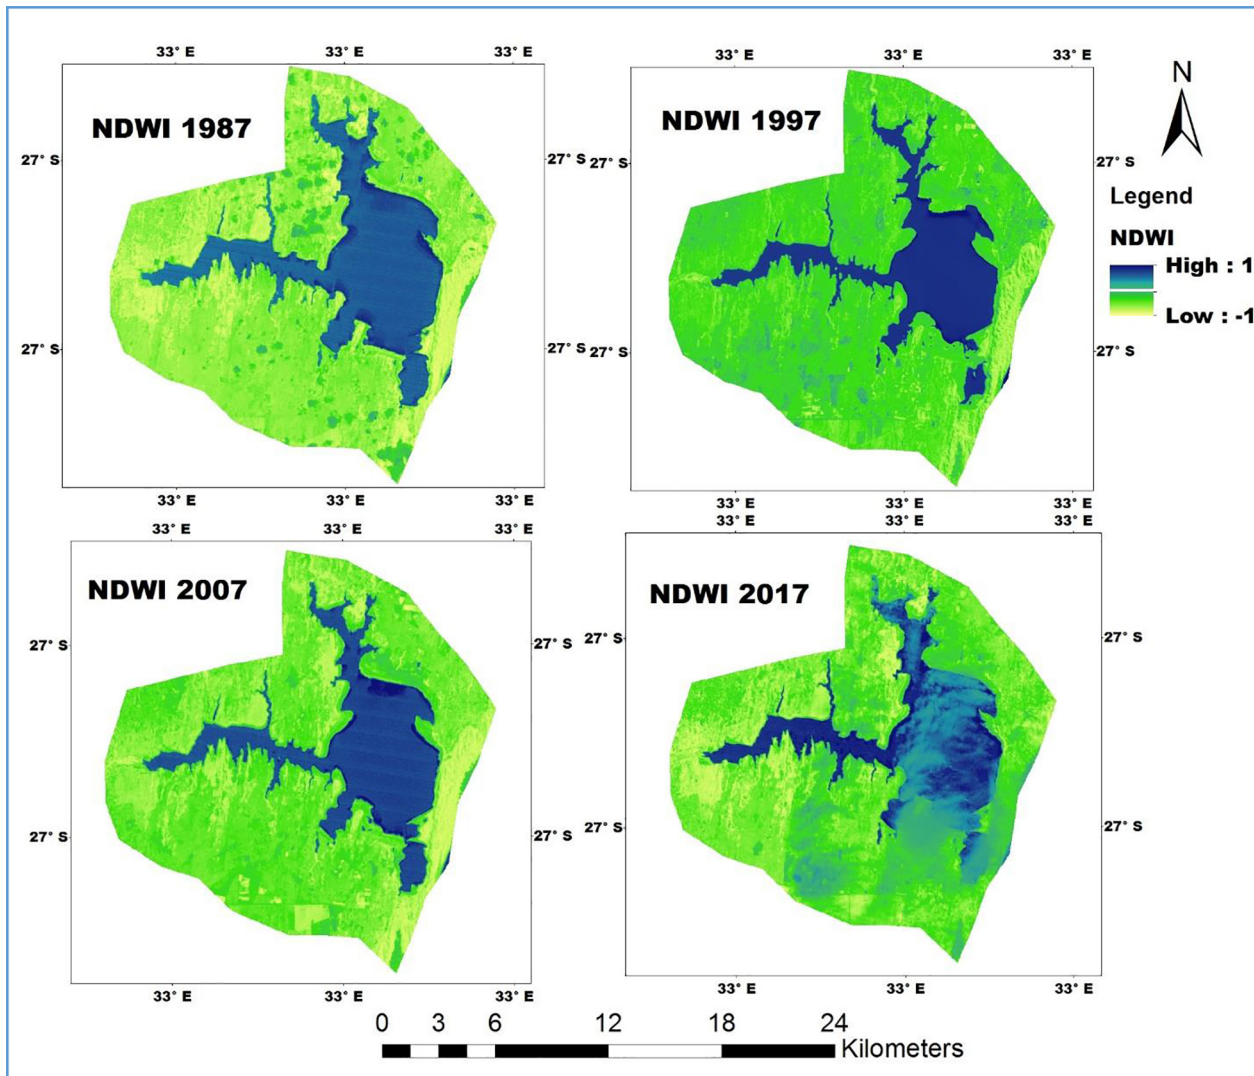 33° E 33° E 33° E
33° E 33° E
N
NDWI 1987
NDWI 1997
27° S 27° S 27° S 27° S
Legend
NDWI
High : 1
Low : -1
27° S 27° S 27° S 27° S
33° E 33° E 33° E
33° E 33° E 33° E
33° E 33° E 33° E
33° E 33° E 33° E
NDWI 2007
NDWI 2017
27° S 27° S 27° S 27° S
27° S 27° S 27° S 27° S
33° E 33° E 33° E
33° E 33° E 33° E
0 3 6 12 18 24
Kilometers